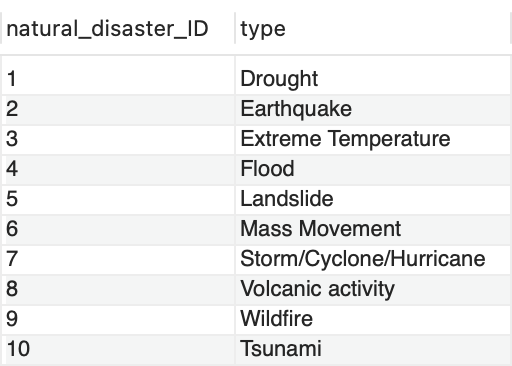 natural_disaster_ID type
1 Drought
2 Earthquake
3 Extreme Temperature
4 Flood
5 Landslide
6 Mass Movement
7 Storm/Cyclone/Hurricane
8 Volcanic activity
9 Wildfire
10 Tsunami